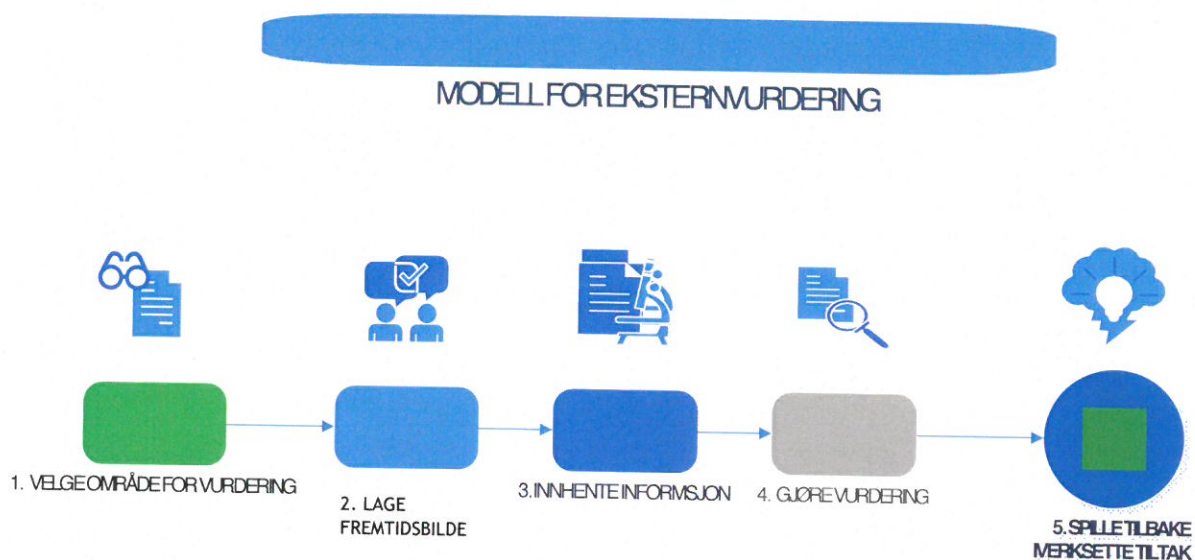 MODELL FOR EKSTERNVURDERING
1. VELGE OMRÅDE FOR VURDERING
2. LAGE
FREMTIDSBILDE
3. INNHENTE INFORMSJON
4. GJØRE VURDERING
5. SPILLE TILBAKE
IVERKSETTE TILTAK